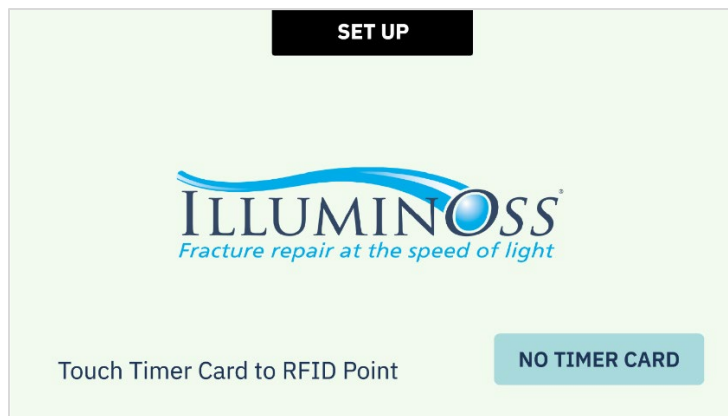 SET UP
ILLUMINOSS®
Fracture repair at the speed of light
Touch Timer Card to RFID Point
NO TIMER CARD